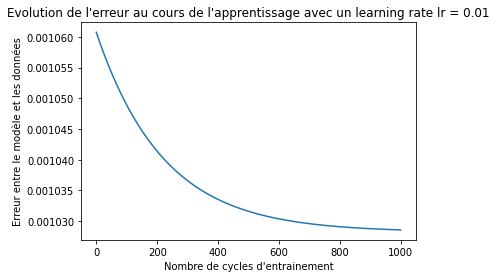 Evolution de l'erreur au cours de l'apprentissage avec un learning rate lr = 0.01
0.001060
0.001055
0.001050
0.001045
0.001040
0.001035
0.001030
Erreur entre le modèle et les données
0 200 400 600 800 1000
Nombre de cycles d'entrainement